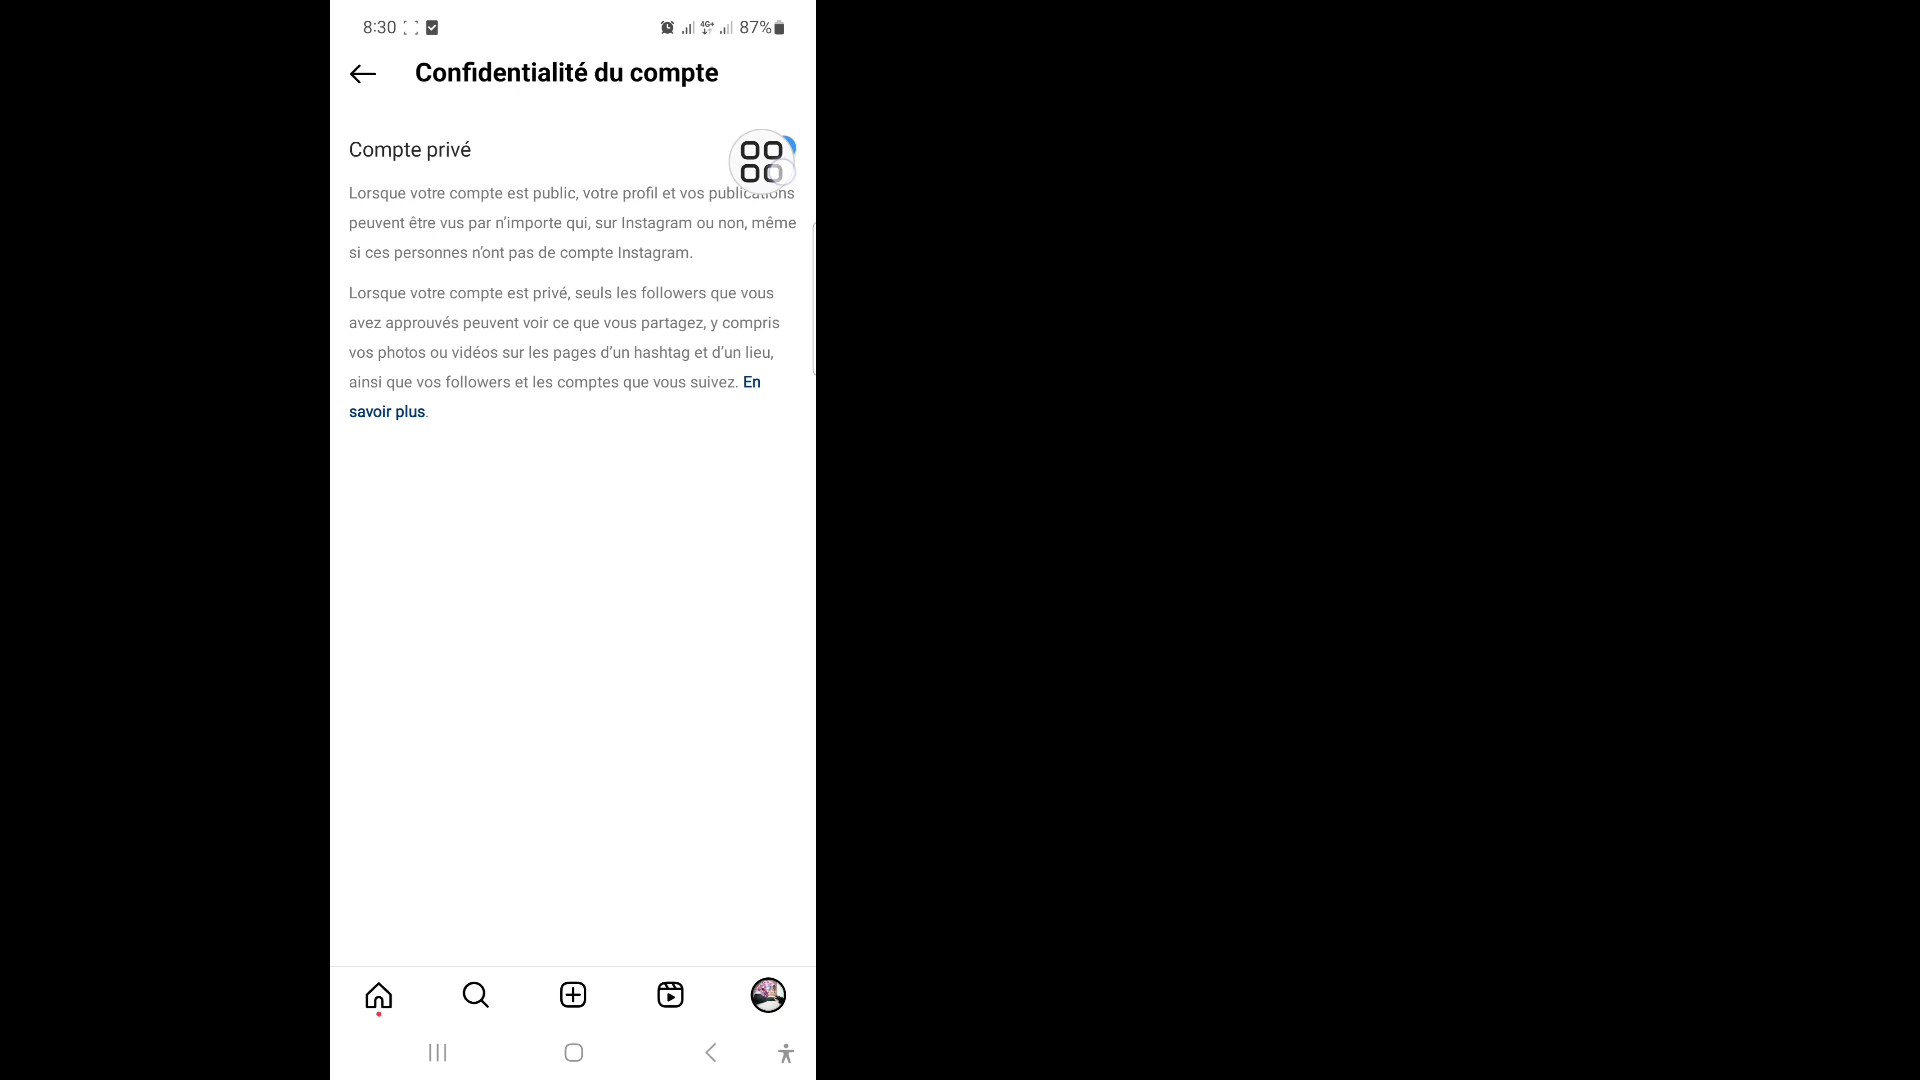 8:30 4G+ 87%
Confidentialité du compte
Compte privé
Lorsque votre compte est public, votre profil et vos publications
peuvent être vus par n’importe qui, sur Instagram ou non, même
si ces personnes n’ont pas de compte Instagram.
Lorsque votre compte est privé, seuls les followers que vous
avez approuvés peuvent voir ce que vous partagez, y compris
vos photos ou vidéos sur les pages d’un hashtag et d’un lieu,
ainsi que vos followers et les comptes que vous suivez. En
savoir plus.